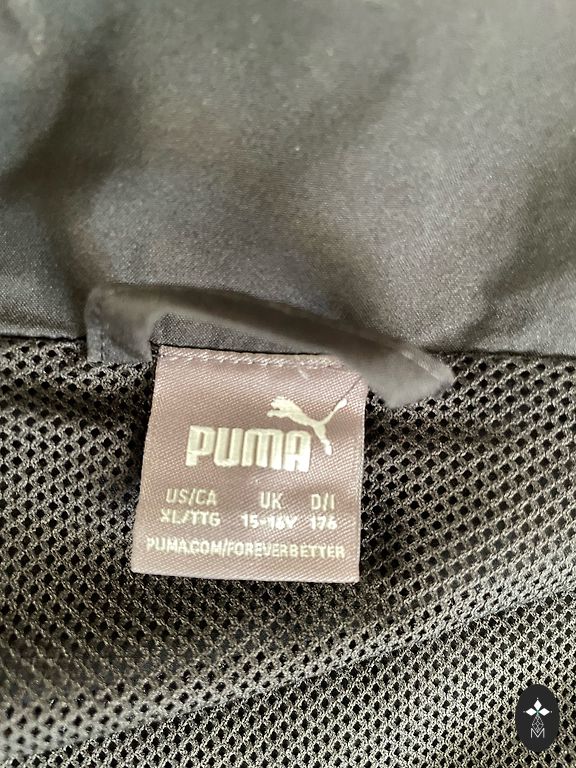 PUMA
US/CA UK D/I
XL/TTG 15-16Y 176
PUMA.COM/FOREVERBETTER
M